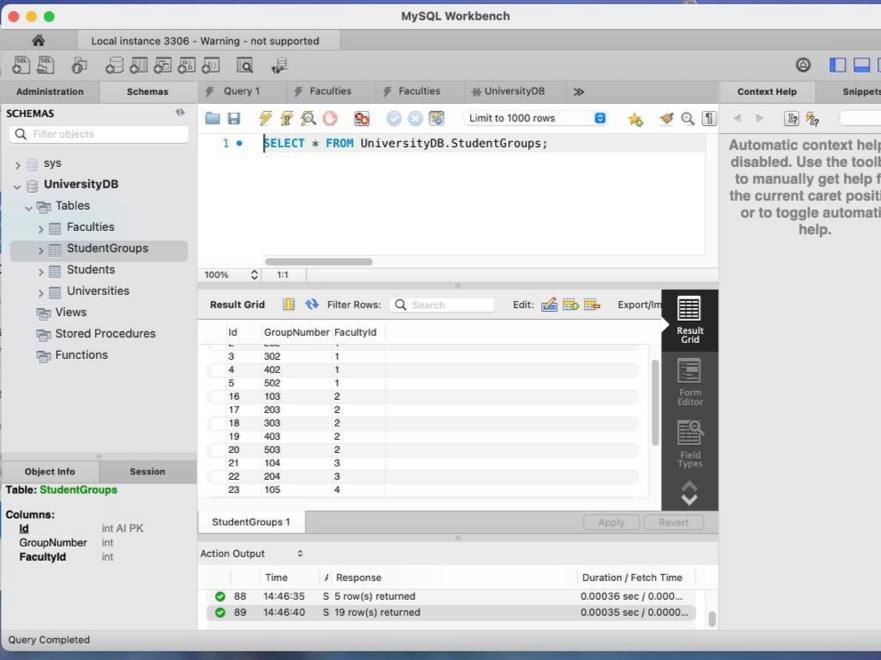 MySQL Workbench
Local instance 3306 - Warning - not supported
Administration
Schemas
Query 1
Faculties
Faculties
UniversityDB
Context Help
Snippets
SCHEMAS
Filter objects
sys
UniversityDB
Tables
Faculties
StudentGroups
Students
Universities
Views
Stored Procedures
Functions
Limit to 1000 rows
1
SELECT * FROM UniversityDB.StudentGroups;
100%
1:1
Automatic context help
disabled. Use the toolb
to manually get help f
the current caret positi
or to toggle automati
help.
Result Grid
Filter Rows:
Search
Edit:
Export/Im
Id GroupNumber FacultyId
3 302 1
4 402 1
5 502 1
16 103 2
17 203 2
18 303 2
19 403 2
20 503 2
21 104 3
22 204 3
23 105 4
Result
Grid
Form
Editor
Field
Types
Object Info
Session
Table: StudentGroups
Columns:
Id int AI PK
GroupNumber int
FacultyId int
StudentGroups 1
Apply
Revert
Action Output
Time Response Duration / Fetch Time
88 14:46:35 S 5 row(s) returned 0.00036 sec / 0.000...
89 14:46:40 S 19 row(s) returned 0.00035 sec / 0.0000...
Query Completed